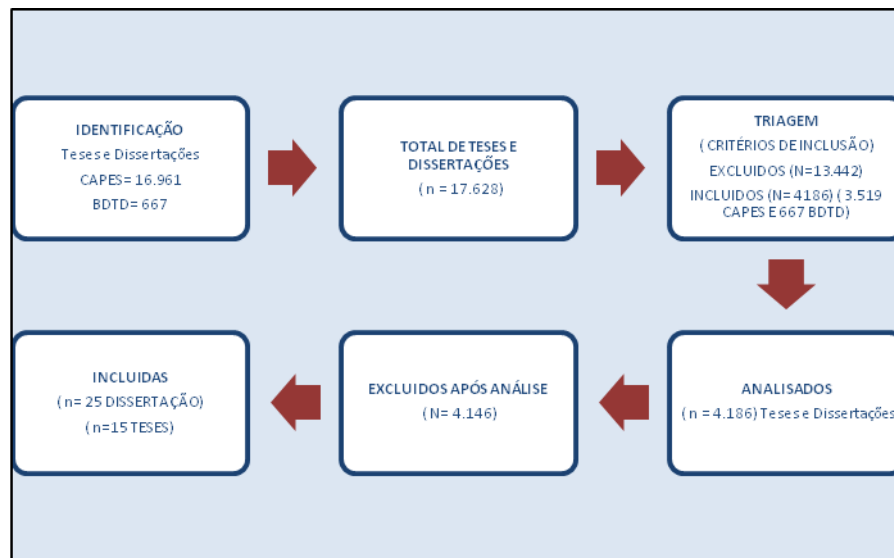 IDENTIFICAÇÃO
Teses e Dissertações
CAPES= 16.961
BDTD= 667
TOTAL DE TESES E
DISSERTAÇÕES
( n = 17.628)
TRIAGEM
( CRITÉRIOS DE INCLUSÃO)
EXCLUIDOS (N=13.442)
INCLUIDOS (N= 4186) ( 3.519
CAPES E 667 BDTD)
ANALISADOS
( n = 4.186) Teses e Dissertações
EXCLUIDOS APÓS ANÁLISE
( N= 4.146)
INCLUIDAS
( n= 25 DISSERTAÇÃO)
( n=15 TESES)